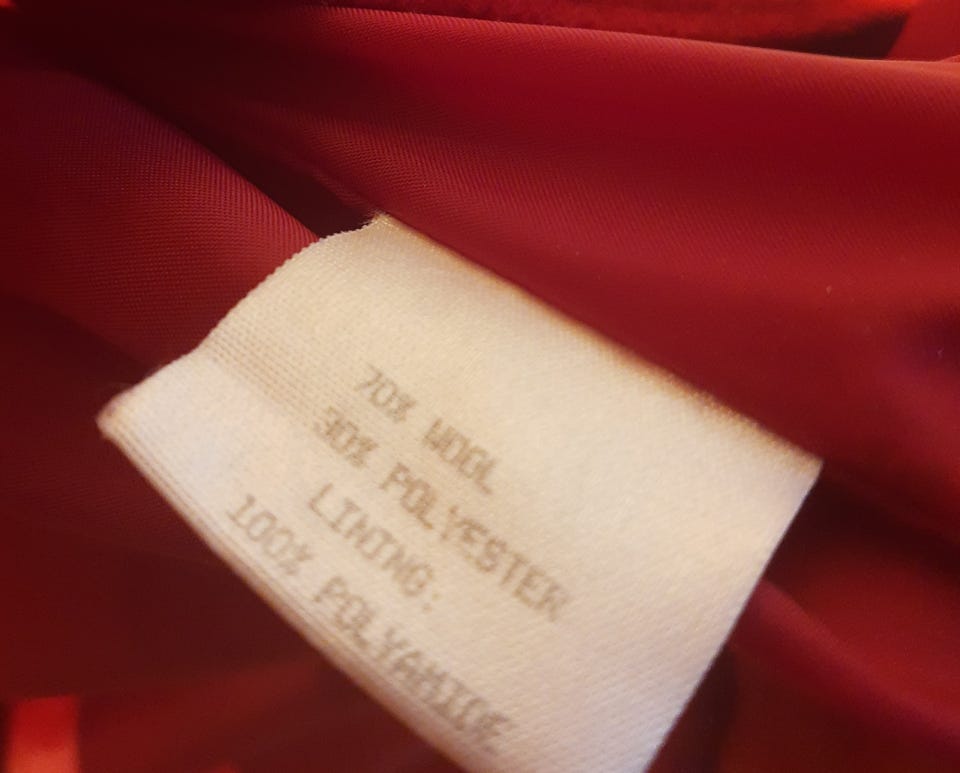 70% WOOL
30% POLYESTER
LINING:
100% POLYAMIDE